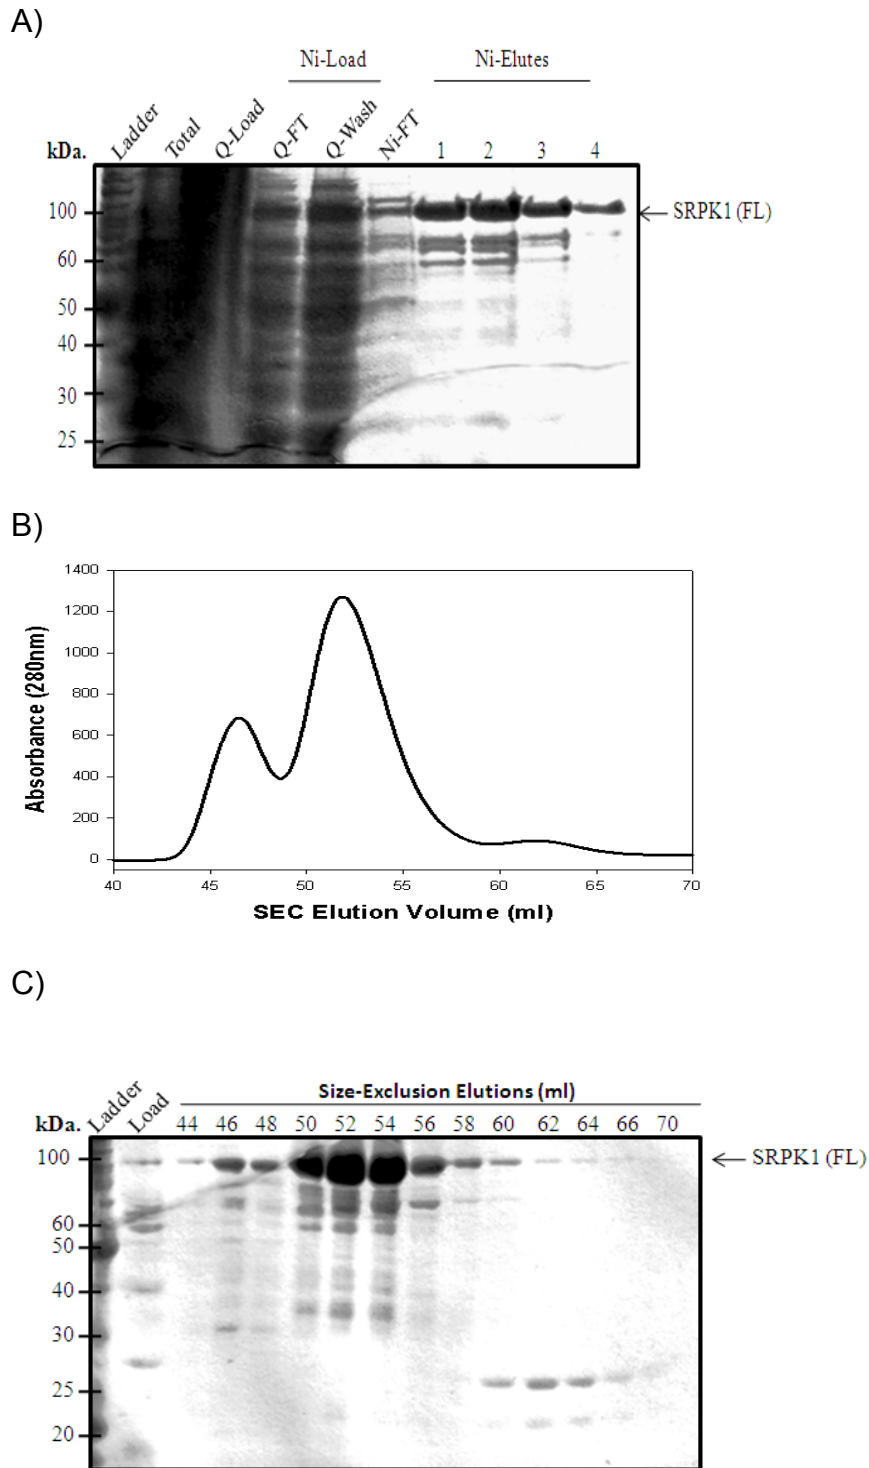 A)
Ni-Load Ni-Elutes
kDa. Ladder Total Q-Load Q-FT Q-Wash Ni-FT 1 2 3 4
100
60
50
40
30
25
SRPK1 (FL)
B)
1400
1200
1000
800
600
400
200
0
Absorbance (280nm)
40 45 50 55 60 65 70
SEC Elution Volume (ml)
C)
Size-Exclusion Elutions (ml)
kDa. Ladder Load 44 46 48 50 52 54 56 58 60 62 64 66 70
100
60
50
40
30
25
20
SRPK1 (FL)